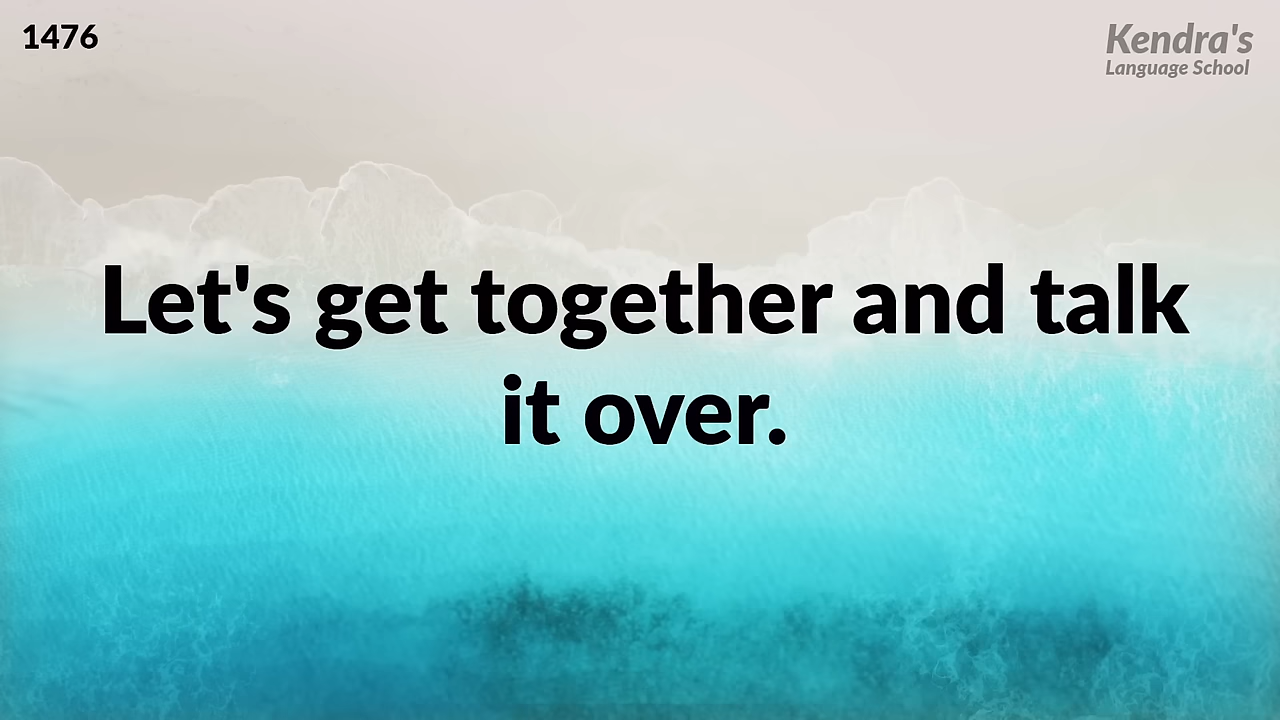 1476
Kendra's
Language School
Let's get together and talk
it over.